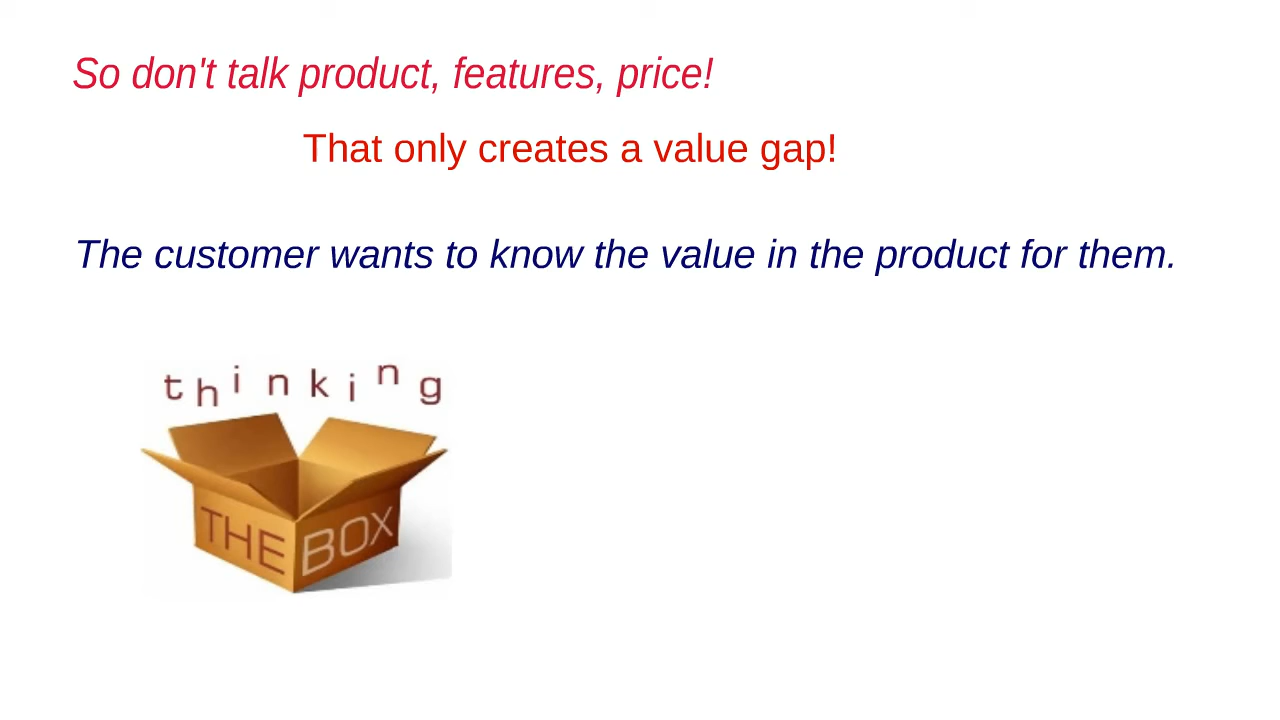 So don't talk product, features, price!
That only creates a value gap!
The customer wants to know the value in the product for them.
thinking
THE BOX